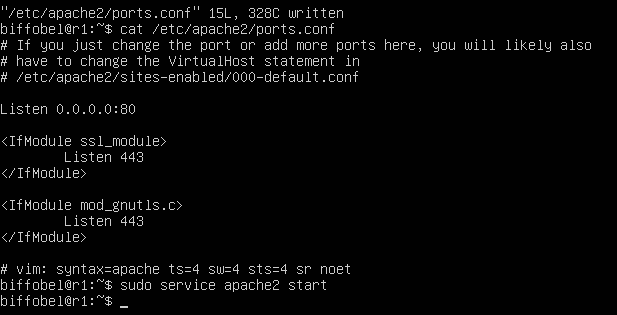 "/etc/apache2/ports.conf" 15L, 328C written
biffobel@r1:~$ cat /etc/apache2/ports.conf
# If you just change the port or add more ports here, you will likely also
# have to change the VirtualHost statement in
# /etc/apache2/sites-enabled/000-default.conf

Listen 0.0.0.0:80

<IfModule ssl_module>
        Listen 443
</IfModule>

<IfModule mod_gnutls.c>
        Listen 443
</IfModule>

# vim: syntax=apache ts=4 sw=4 sts=4 sr noet
biffobel@r1:~$ sudo service apache2 start
biffobel@r1:~$ _